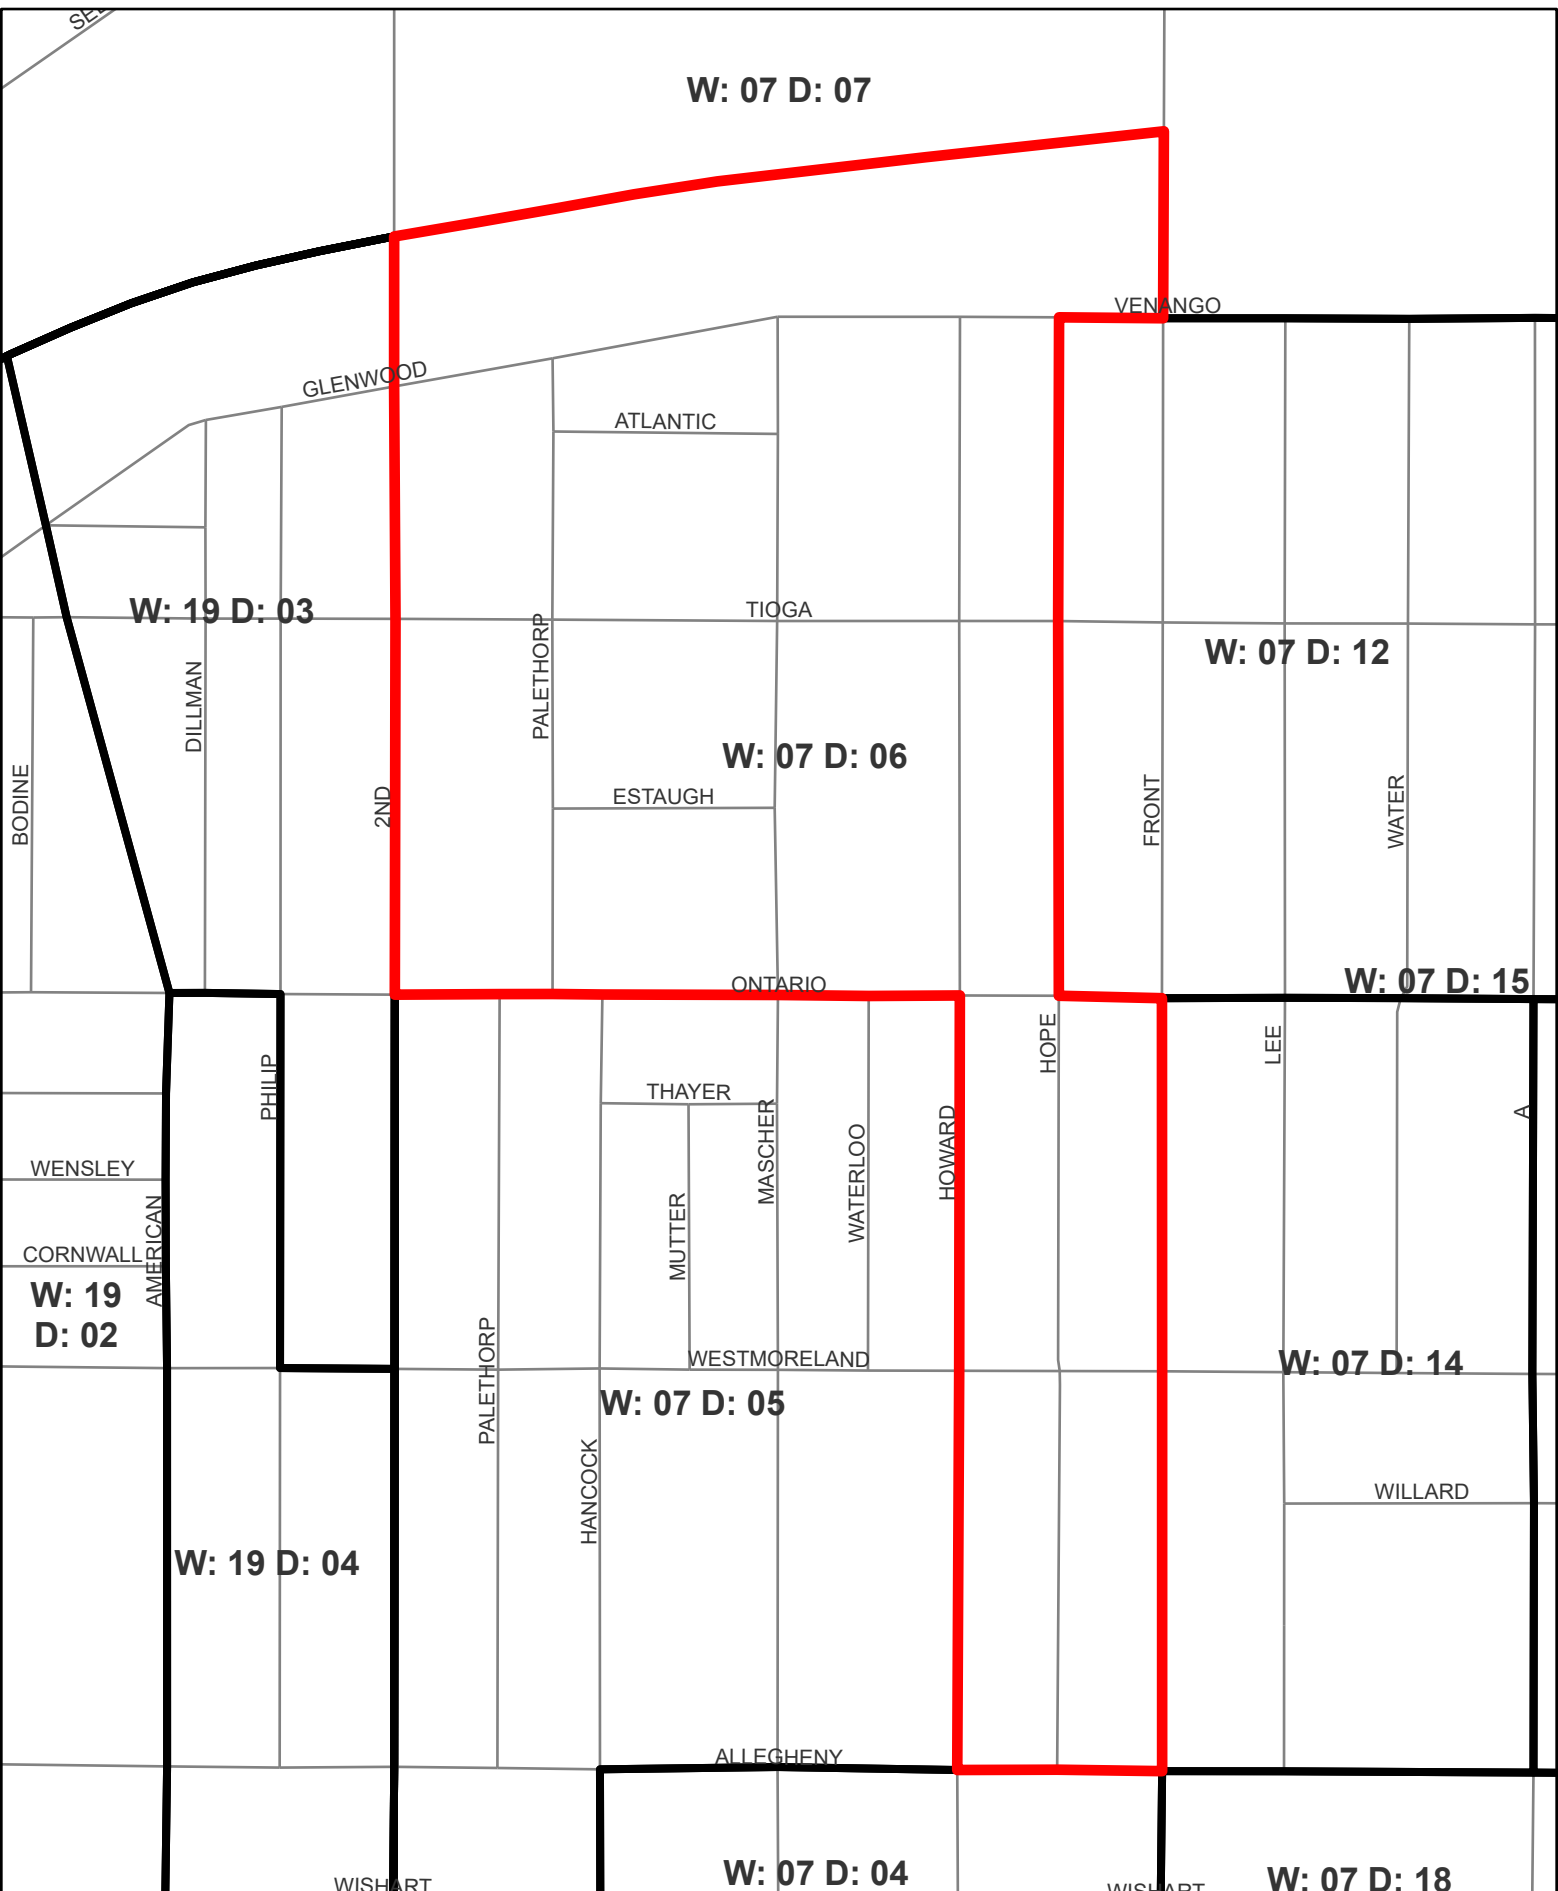 W: 07 D: 07
VENANGO
GLENWOOD
ATLANTIC
W: 19 D: 03
TIOGA
W: 07 D: 12
PALETHORP
DILLMAN
W: 07 D: 06
BODINE
2ND
ESTAUGH
FRONT
WATER
ONTARIO
W: 07 D: 15
HOPE
LEE
PHILIP
THAYER
MASCHER
WATERLOO
HOWARD
A
WENSLEY
AMERICAN
MUTTER
CORNWALL
W: 19
D: 02
PALETHORP
WESTMORELAND
W: 07 D: 14
W: 07 D: 05
HANCOCK
WILLARD
W: 19 D: 04
ALLEGHENY
WISHART
W: 07 D: 04
WISHART
W: 07 D: 18